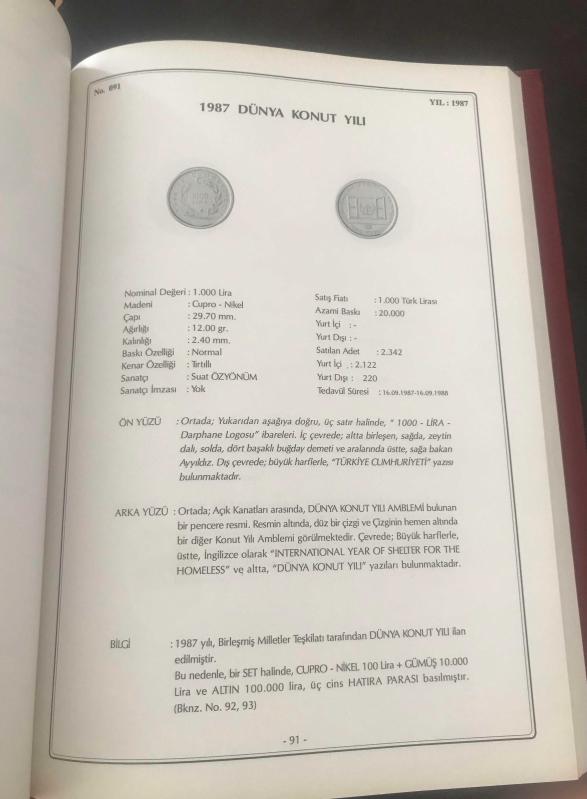 No. 091
YIL : 1987
1987 DÜNYA KONUT YILI
Nominal Değeri : 1.000 Lira
Madeni : Cupro - Nikel
Çapı : 29.70 mm.
Ağırlığı : 12.00 gr.
Kalınlığı : 2.40 mm.
Baskı Özelliği : Normal
Kenar Özelliği : Tırtıllı
Sanatçı : Suat ÖZYÖNÜM
Sanatçı İmzası : Yok
Satış Fiatı : 1.000 Türk Lirası
Azami Baskı : 20.000
Yurt İçi : -
Yurt Dışı : -
Satılan Adet : 2.342
Yurt İçi : 2.122
Yurt Dışı : 220
Tedavül Süresi : 16.09.1987-16.09.1988
ÖN YÜZÜ : Ortada; Yukarıdan aşağıya doğru, üç satır halinde, " 1000 - LİRA -
Darphane Logosu" ibareleri. İç çevrede; altta birleşen, sağda, zeytin
dalı, solda, dört başaklı buğday demeti ve aralarında üstte, sağa bakan
Ayyıldız. Dış çevrede; büyük harflerle, "TÜRKİYE CUMHURİYETİ" yazısı
bulunmaktadır.
ARKA YÜZÜ : Ortada; Açık Kanatları arasında, DÜNYA KONUT YILI AMBLEMİ bulunan
bir pencere resmi. Resmin altında, düz bir çizgi ve Çizginin hemen altında
bir diğer Konut Yılı Amblemi görülmektedir. Çevrede; Büyük harflerle,
üstte, İngilizce olarak "INTERNATIONAL YEAR OF SHELTER FOR THE
HOMELESS" ve altta, "DÜNYA KONUT YILI" yazıları bulunmaktadır.
BİLGİ : 1987 yılı, Birleşmiş Milletler Teşkilatı tarafından DÜNYA KONUT YILI ilan
edilmiştir.
Bu nedenle, bir SET halinde, CUPRO - NİKEL 100 Lira + GÜMÜŞ 10.000
Lira ve ALTIN 100.000 lira, üç cins HATIRA PARASI basılmıştır.
(Bknz. No. 92, 93)
- 91 -